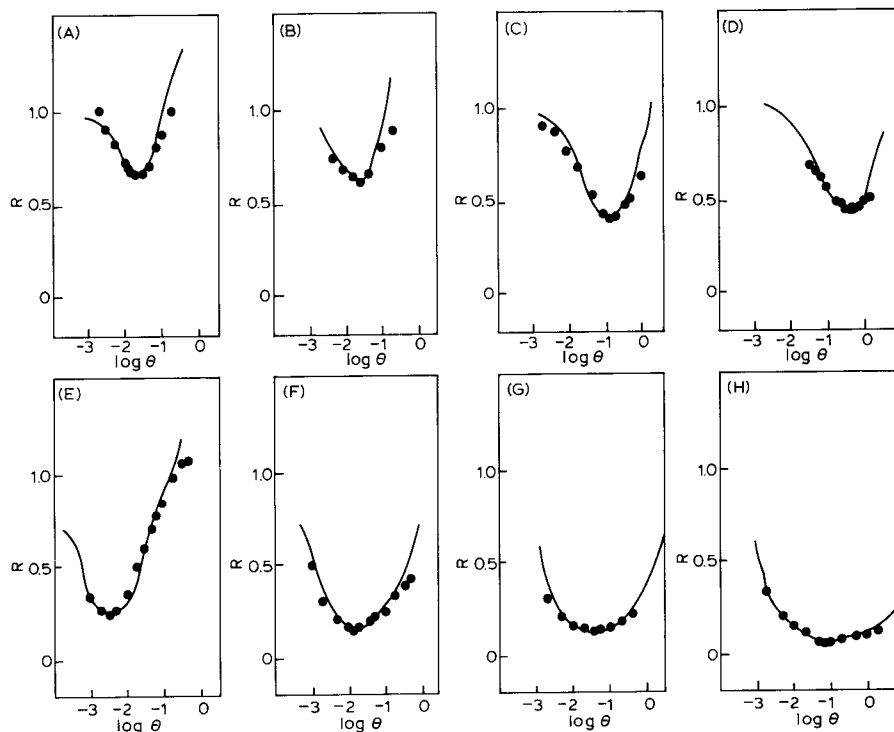 (A) (B) (C) (D)
1.0 1.0 1.0 1.0
R 0.5 0.5 0.5 0.5
0 0 0 0
-3 -2 -1 0 -3 -2 -1 0 -3 -2 -1 0 -3 -2 -1 0
log θ log θ log θ log θ
(E) (F) (G) (H)
1.0 1.0 1.0 1.0
R 0.5 R 0.5 R 0.5 R 0.5
0 0 0 0
-3 -2 -1 0 -3 -2 -1 0 -3 -2 -1 0 -3 -2 -1 0
log θ log θ log θ log θ